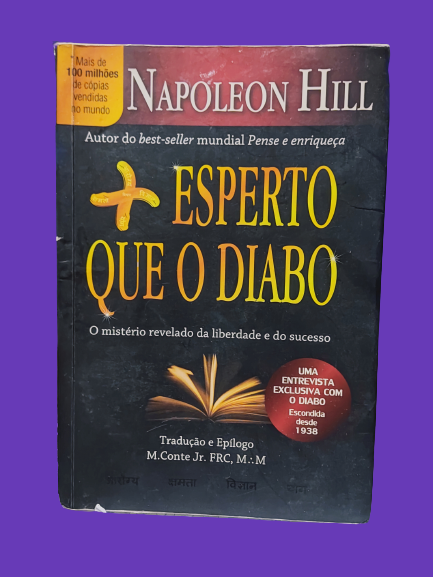 Mais de
100 milhões
de cópias
vendidas
no mundo
NAPOLEON HILL
Autor do best-seller mundial Pense e enriqueça
+ ESPERTO
QUE O DIABO
O mistério revelado da liberdade e do sucesso
UMA
ENTREVISTA
EXCLUSIVA COM
O DIABO
Escondida
desde
1938
Tradução e Epílogo
M.Conte Jr. FRC, M∴M